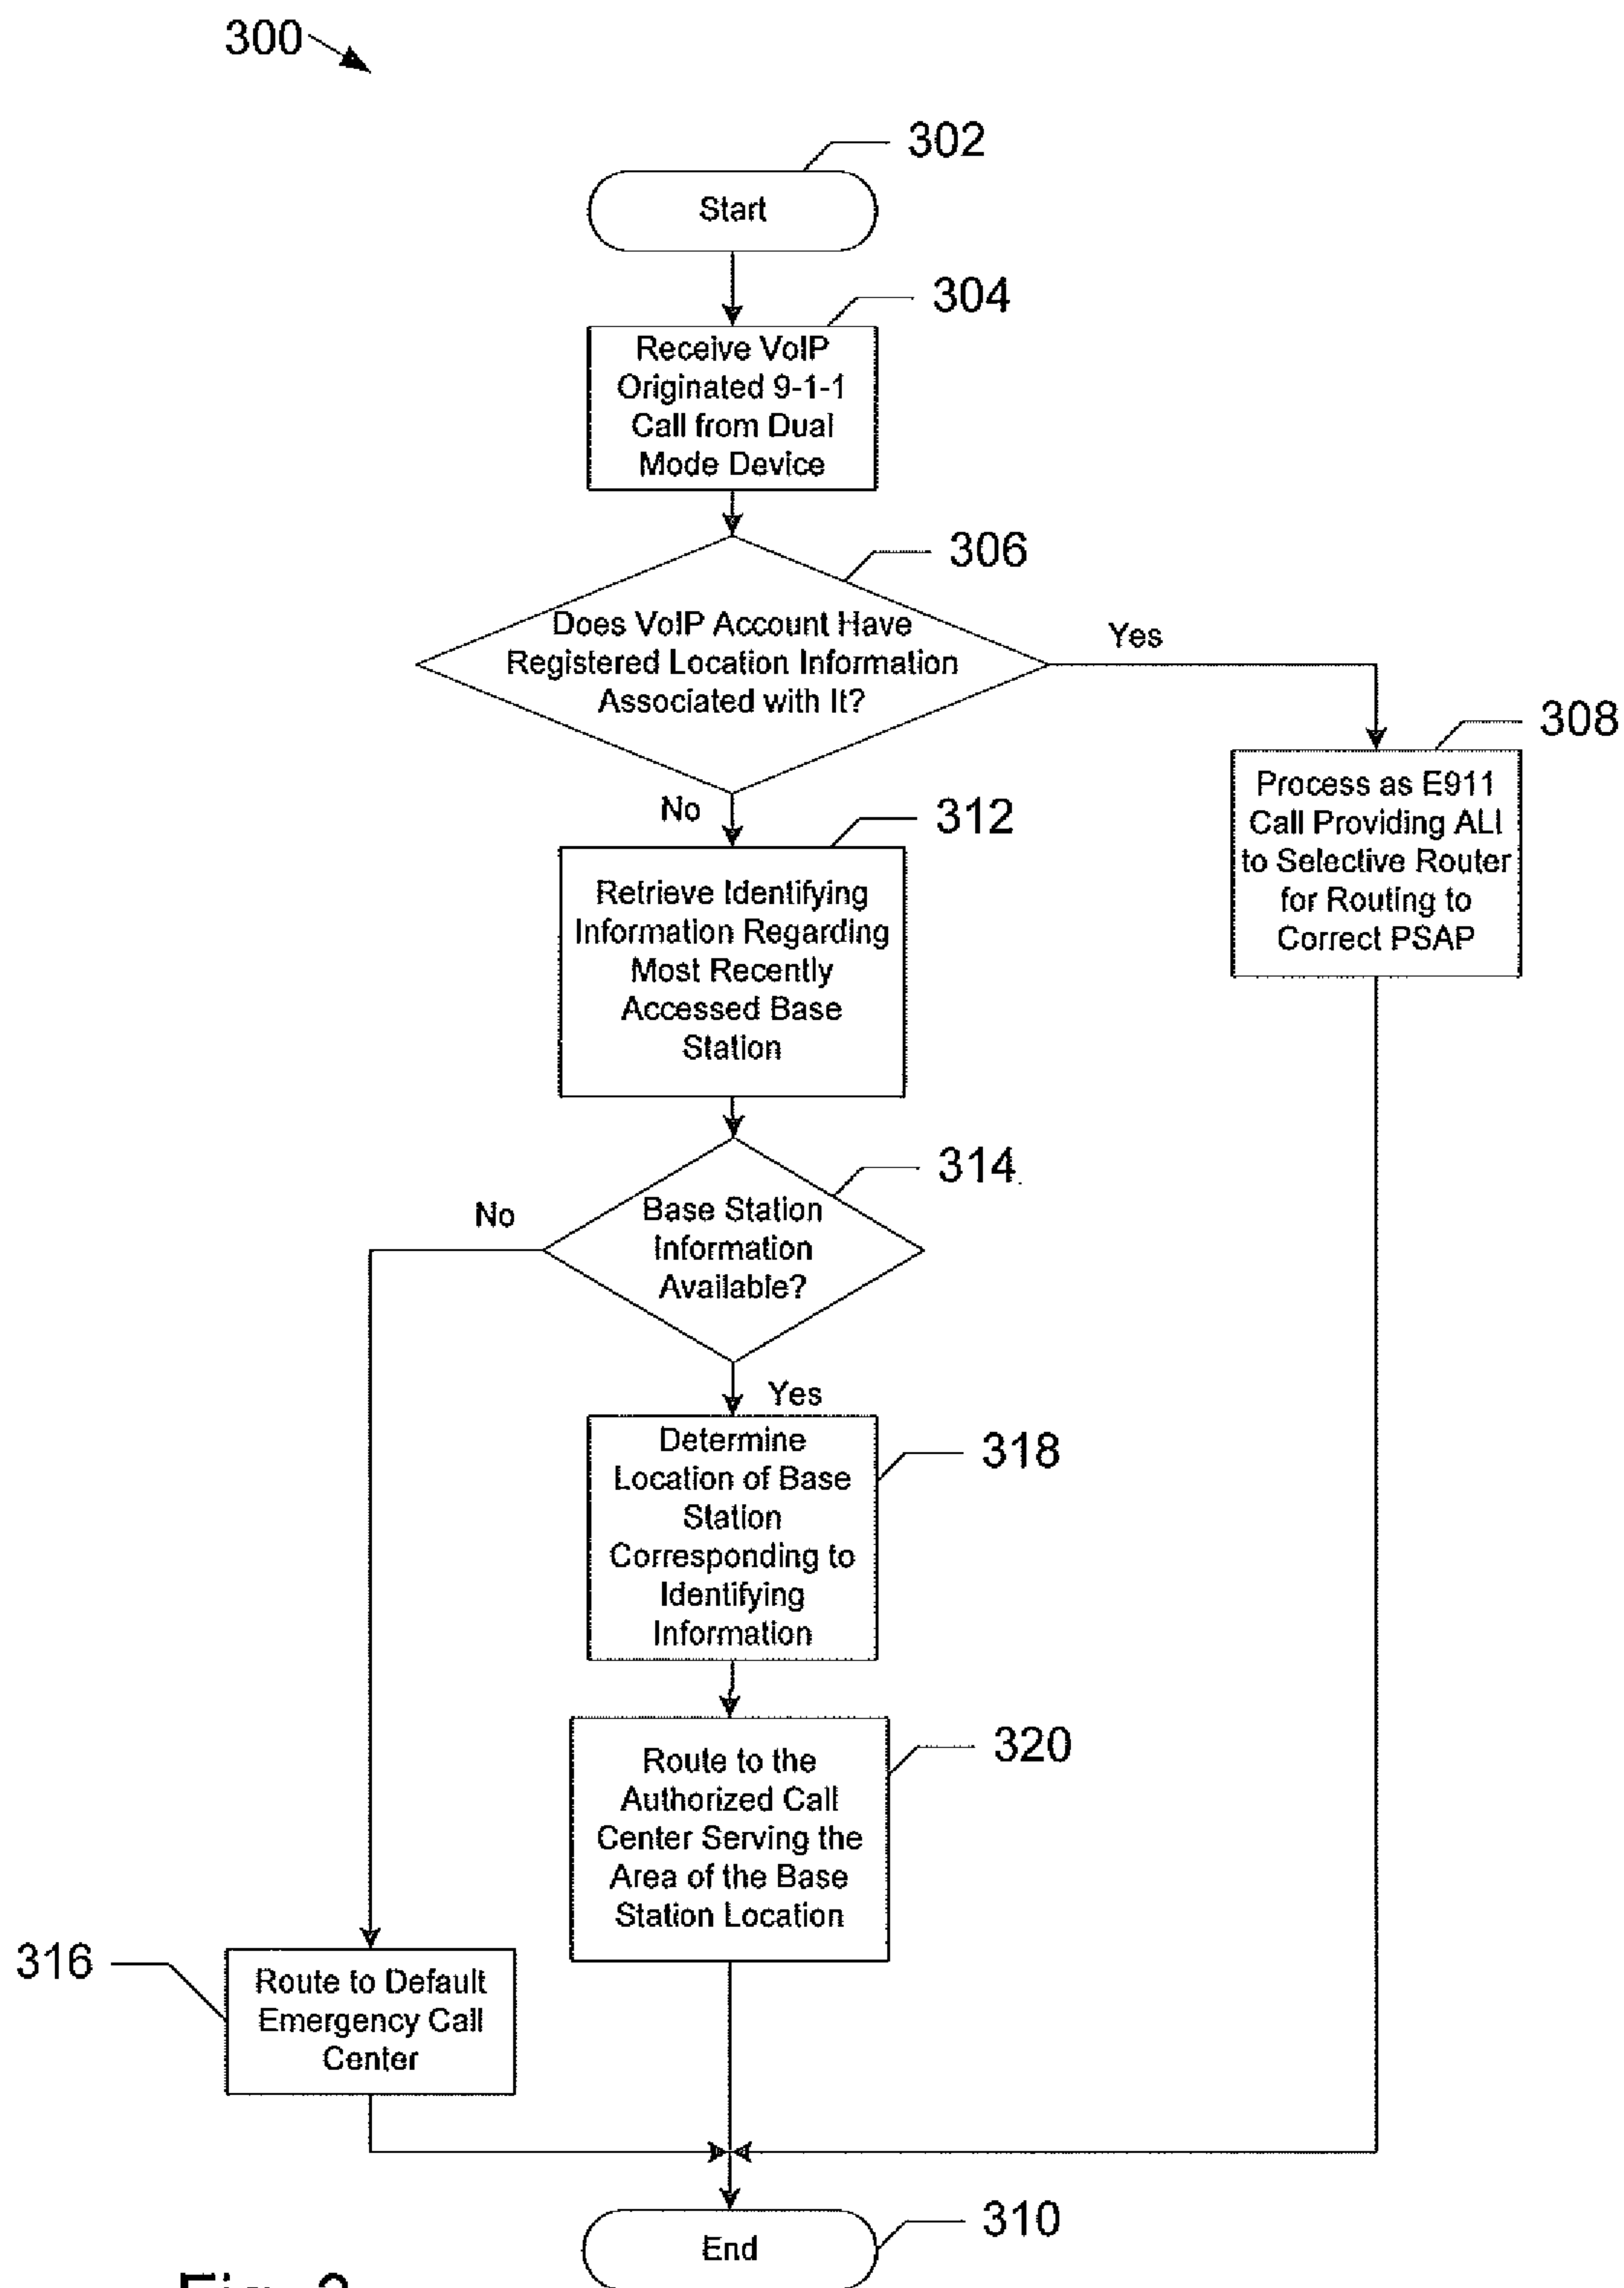 300
302
Start
304
Receive VoIP
Originated 9-1-1
Call from Dual
Mode Device
306
Does VoIP Account Have
Registered Location Information
Associated with It?
Yes
308
Process as E911
Call Providing ALI
to Selective Router
for Routing to
Correct PSAP
No
312
Retrieve Identifying
Information Regarding
Most Recently
Accessed Base
Station
314
No
Base Station
Information
Available?
Yes
318
Determine
Location of Base
Station
Corresponding to
Identifying
Information
320
Route to the
Authorized Call
Center Serving the
Area of the Base
Station Location
316
Route to Default
Emergency Call
Center
310
End